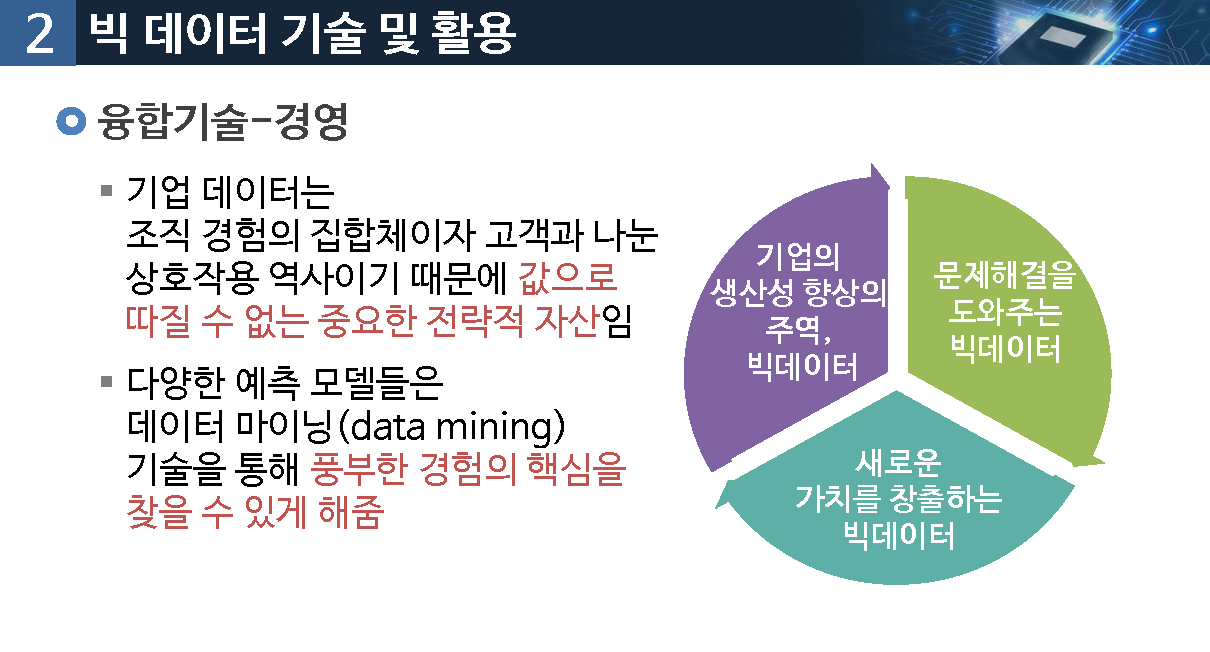 2 빅 데이터 기술 및 활용
융합기술-경영
기업 데이터는
조직 경험의 집합체이자 고객과 나눈
상호작용 역사이기 때문에 값으로
따질 수 없는 중요한 전략적 자산임
다양한 예측 모델들은
데이터 마이닝(data mining)
기술을 통해 풍부한 경험의 핵심을
찾을 수 있게 해줌
기업의
생산성 향상의
주역,
빅데이터
문제해결을
도와주는
빅데이터
새로운
가치를 창출하는
빅데이터